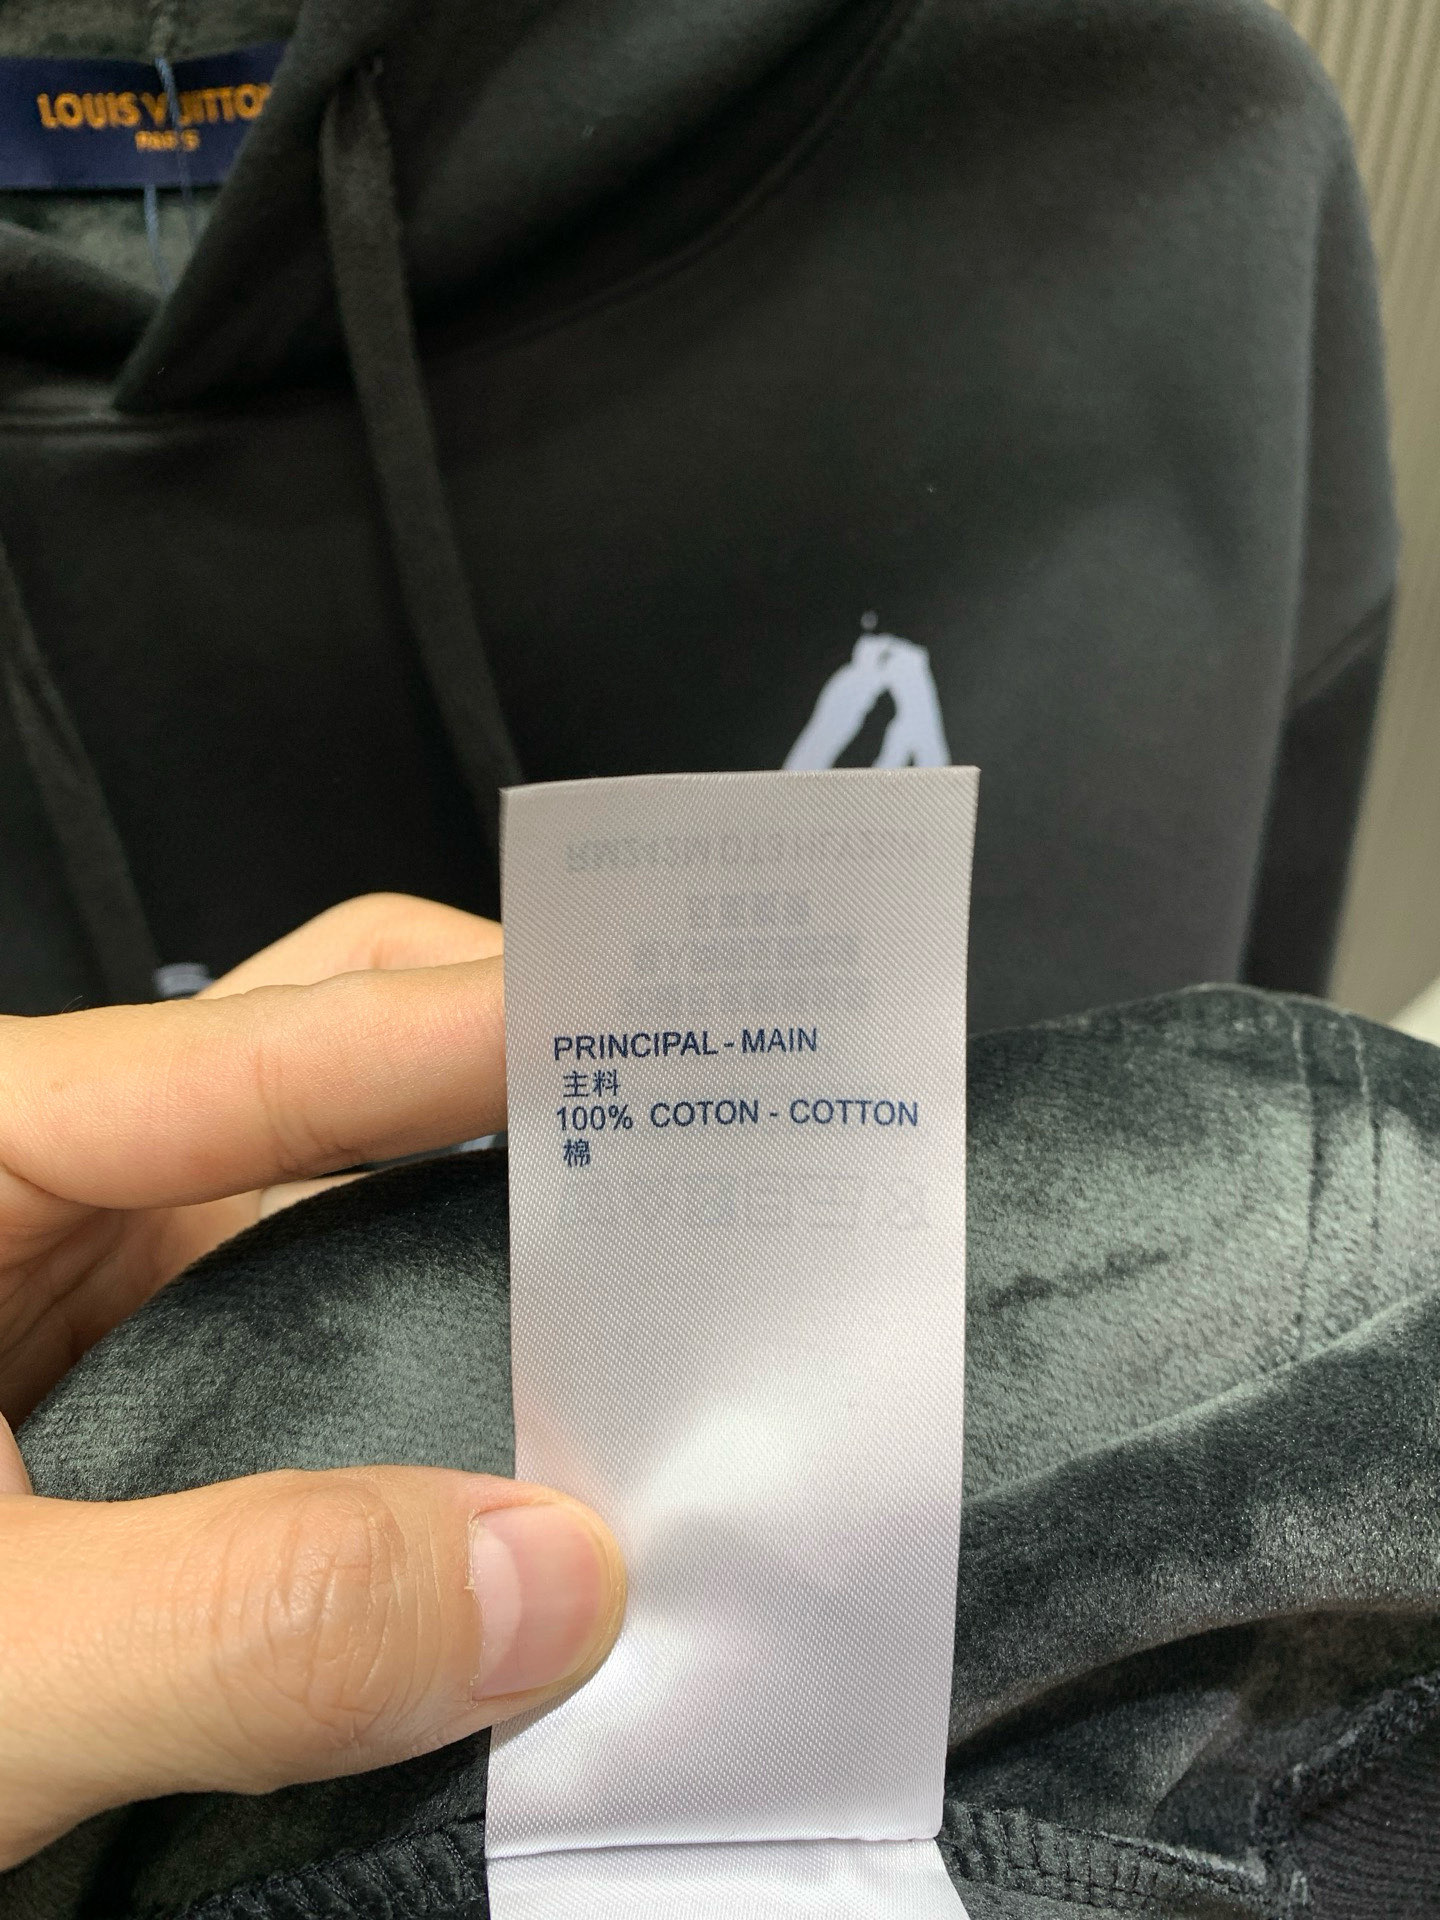 LOUIS VUITTON
PARIS
PRINCIPAL - MAIN
主料
100% COTON - COTTON
棉